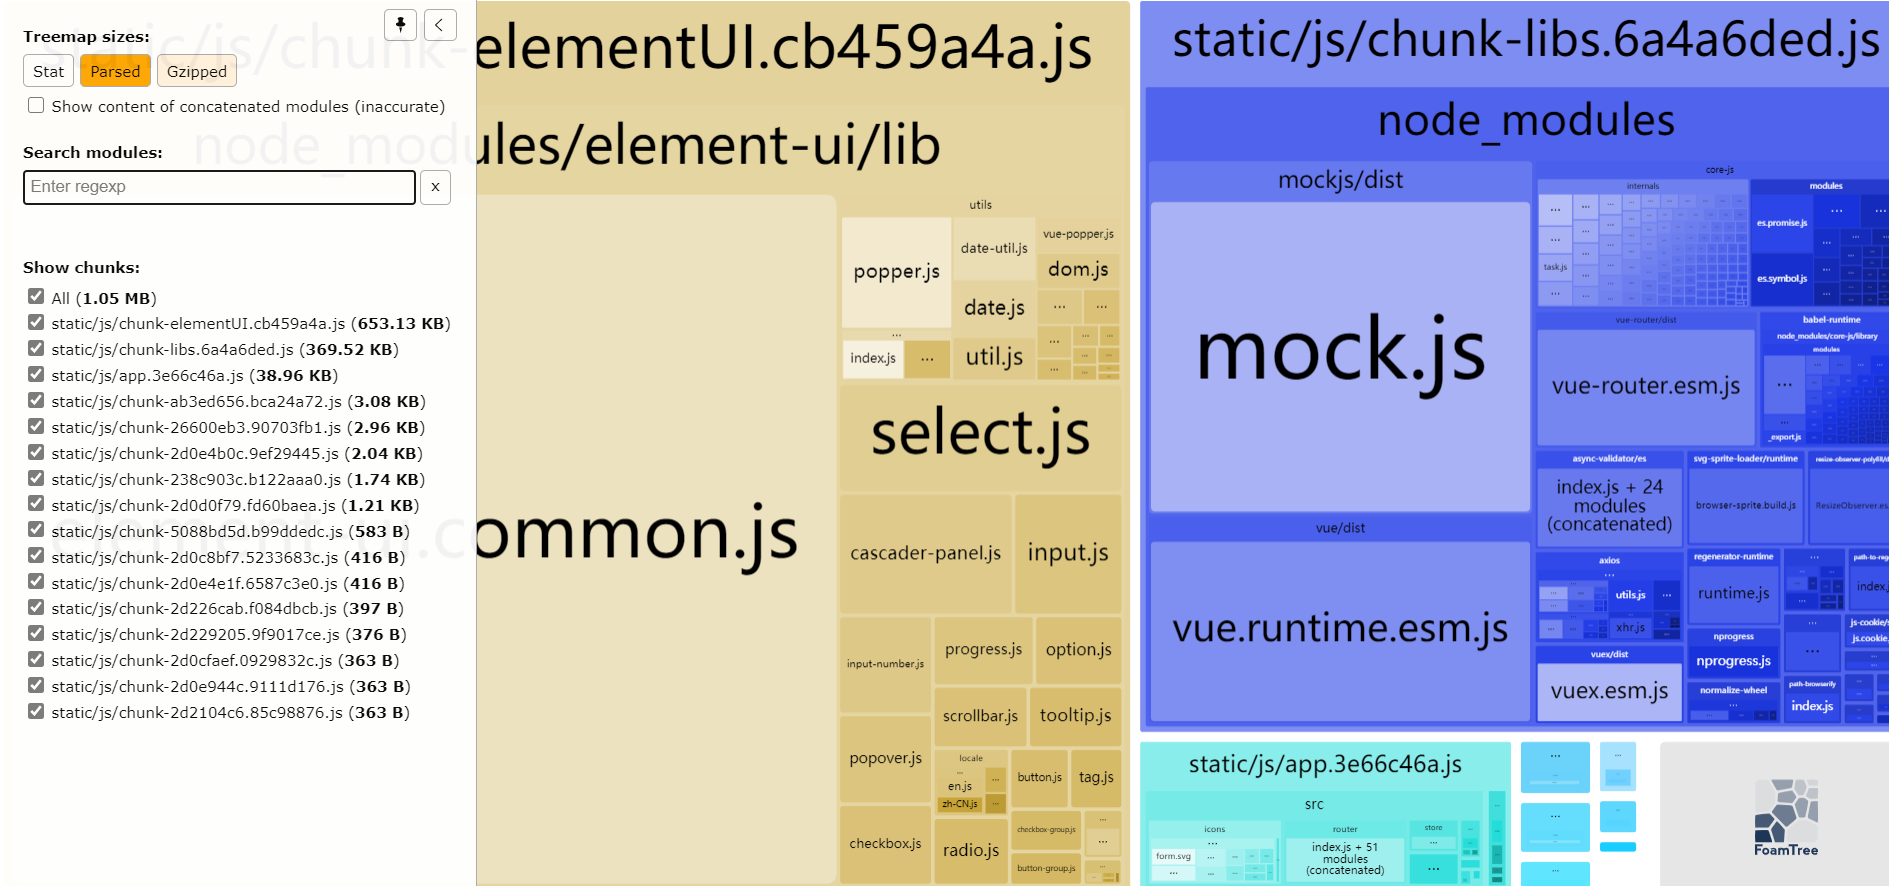 Treemap sizes:
Stat
Parsed
Gzipped
Show content of concatenated modules (inaccurate)
Search modules:
Enter regexp
x
Show chunks:
All (1.05 MB)
static/js/chunk-elementUI.cb459a4a.js (653.13 KB)
static/js/chunk-libs.6a4a6ded.js (369.52 KB)
static/js/app.3e66c46a.js (38.96 KB)
static/js/chunk-ab3ed656.bca24a72.js (3.08 KB)
static/js/chunk-26600eb3.90703fb1.js (2.96 KB)
static/js/chunk-2d0e4b0c.9ef29445.js (2.04 KB)
static/js/chunk-238c903c.b122aaa0.js (1.74 KB)
static/js/chunk-2d0d0f79.fd60baea.js (1.21 KB)
static/js/chunk-5088bd5d.b99ddedc.js (583 B)
static/js/chunk-2d0c8bf7.5233683c.js (416 B)
static/js/chunk-2d0e4e1f.6587c3e0.js (416 B)
static/js/chunk-2d226cab.f084dbcb.js (397 B)
static/js/chunk-2d229205.9f9017ce.js (376 B)
static/js/chunk-2d0cfaef.0929832c.js (363 B)
static/js/chunk-2d0e944c.9111d176.js (363 B)
static/js/chunk-2d2104c6.85c98876.js (363 B)
static/js/chunk-elementUI.cb459a4a.js
node_modules/element-ui/lib
element-ui.common.js
utils
popper.js
date-util.js
vue-popper.js
dom.js
date.js
...
index.js
...
util.js
select.js
cascader-panel.js
input.js
input-number.js
progress.js
option.js
scrollbar.js
tooltip.js
popover.js
locale
en.js
zh-CN.js
button.js
tag.js
checkbox.js
radio.js
checkbox-group.js
button-group.js
static/js/chunk-libs.6a4a6ded.js
node_modules
mockjs/dist
mock.js
vue/dist
vue.runtime.esm.js
core-js
internals
task.js
modules
es.promise.js
es.symbol.js
vue-router/dist
vue-router.esm.js
babel-runtime
node_modules/core-js/library
modules
_export.js
async-validator/es
index.js + 24
modules
(concatenated)
svg-sprite-loader/runtime
browser-sprite.build.js
resize-observer-polyfill/d
ResizeObserver.es
axios
utils.js
xhr.js
regenerator-runtime
runtime.js
path-to-reg
index.j
vuex/dist
vuex.esm.js
nprogress
nprogress.js
js-cookie/s
js.cookie.
normalize-wheel
path-browserify
index.js
static/js/app.3e66c46a.js
src
icons
form.svg
router
index.js + 51
modules
(concatenated)
store
FoamTree